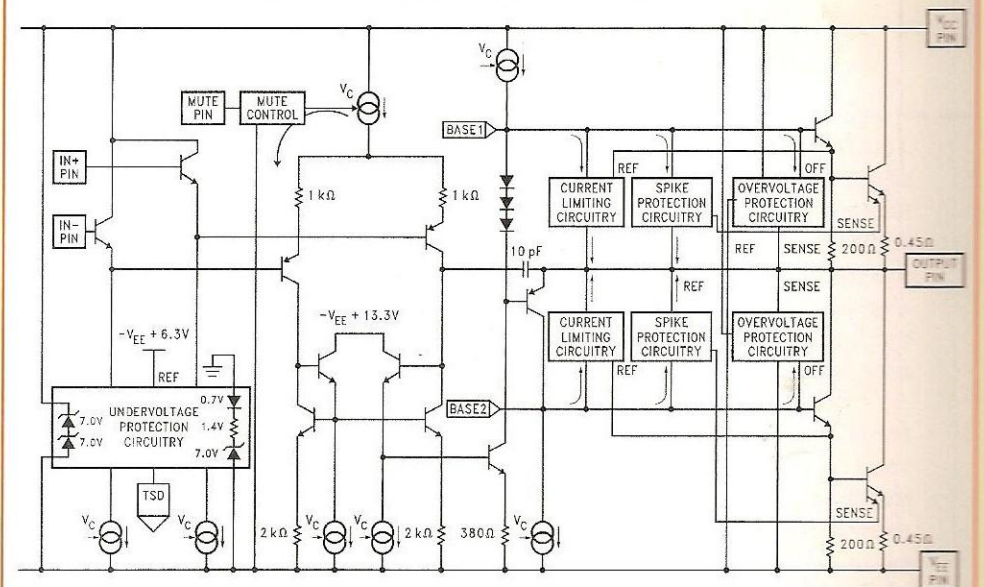 VCC
PIN
VC
VC
MUTE
PIN
MUTE
CONTROL
BASE1
IN+
PIN
IN-
PIN
1 kΩ
1 kΩ
REF
OFF
CURRENT
LIMITING
CIRCUITRY
SPIKE
PROTECTION
CIRCUITRY
OVERVOLTAGE
PROTECTION
CIRCUITRY
SENSE
REF
SENSE
200Ω
0.45Ω
10 pF
OUTPUT
PIN
REF
SENSE
-VEE + 6.3V
REF
-VEE + 13.3V
CURRENT
LIMITING
CIRCUITRY
SPIKE
PROTECTION
CIRCUITRY
OVERVOLTAGE
PROTECTION
CIRCUITRY
REF
OFF
BASE2
UNDERVOLTAGE
PROTECTION
CIRCUITRY
7.0V
7.0V
0.7V
1.4V
7.0V
TSD
VC
VC
2 kΩ
VC
VC
2 kΩ
380Ω
VC
SENSE
200Ω
0.45Ω
VEE
PIN